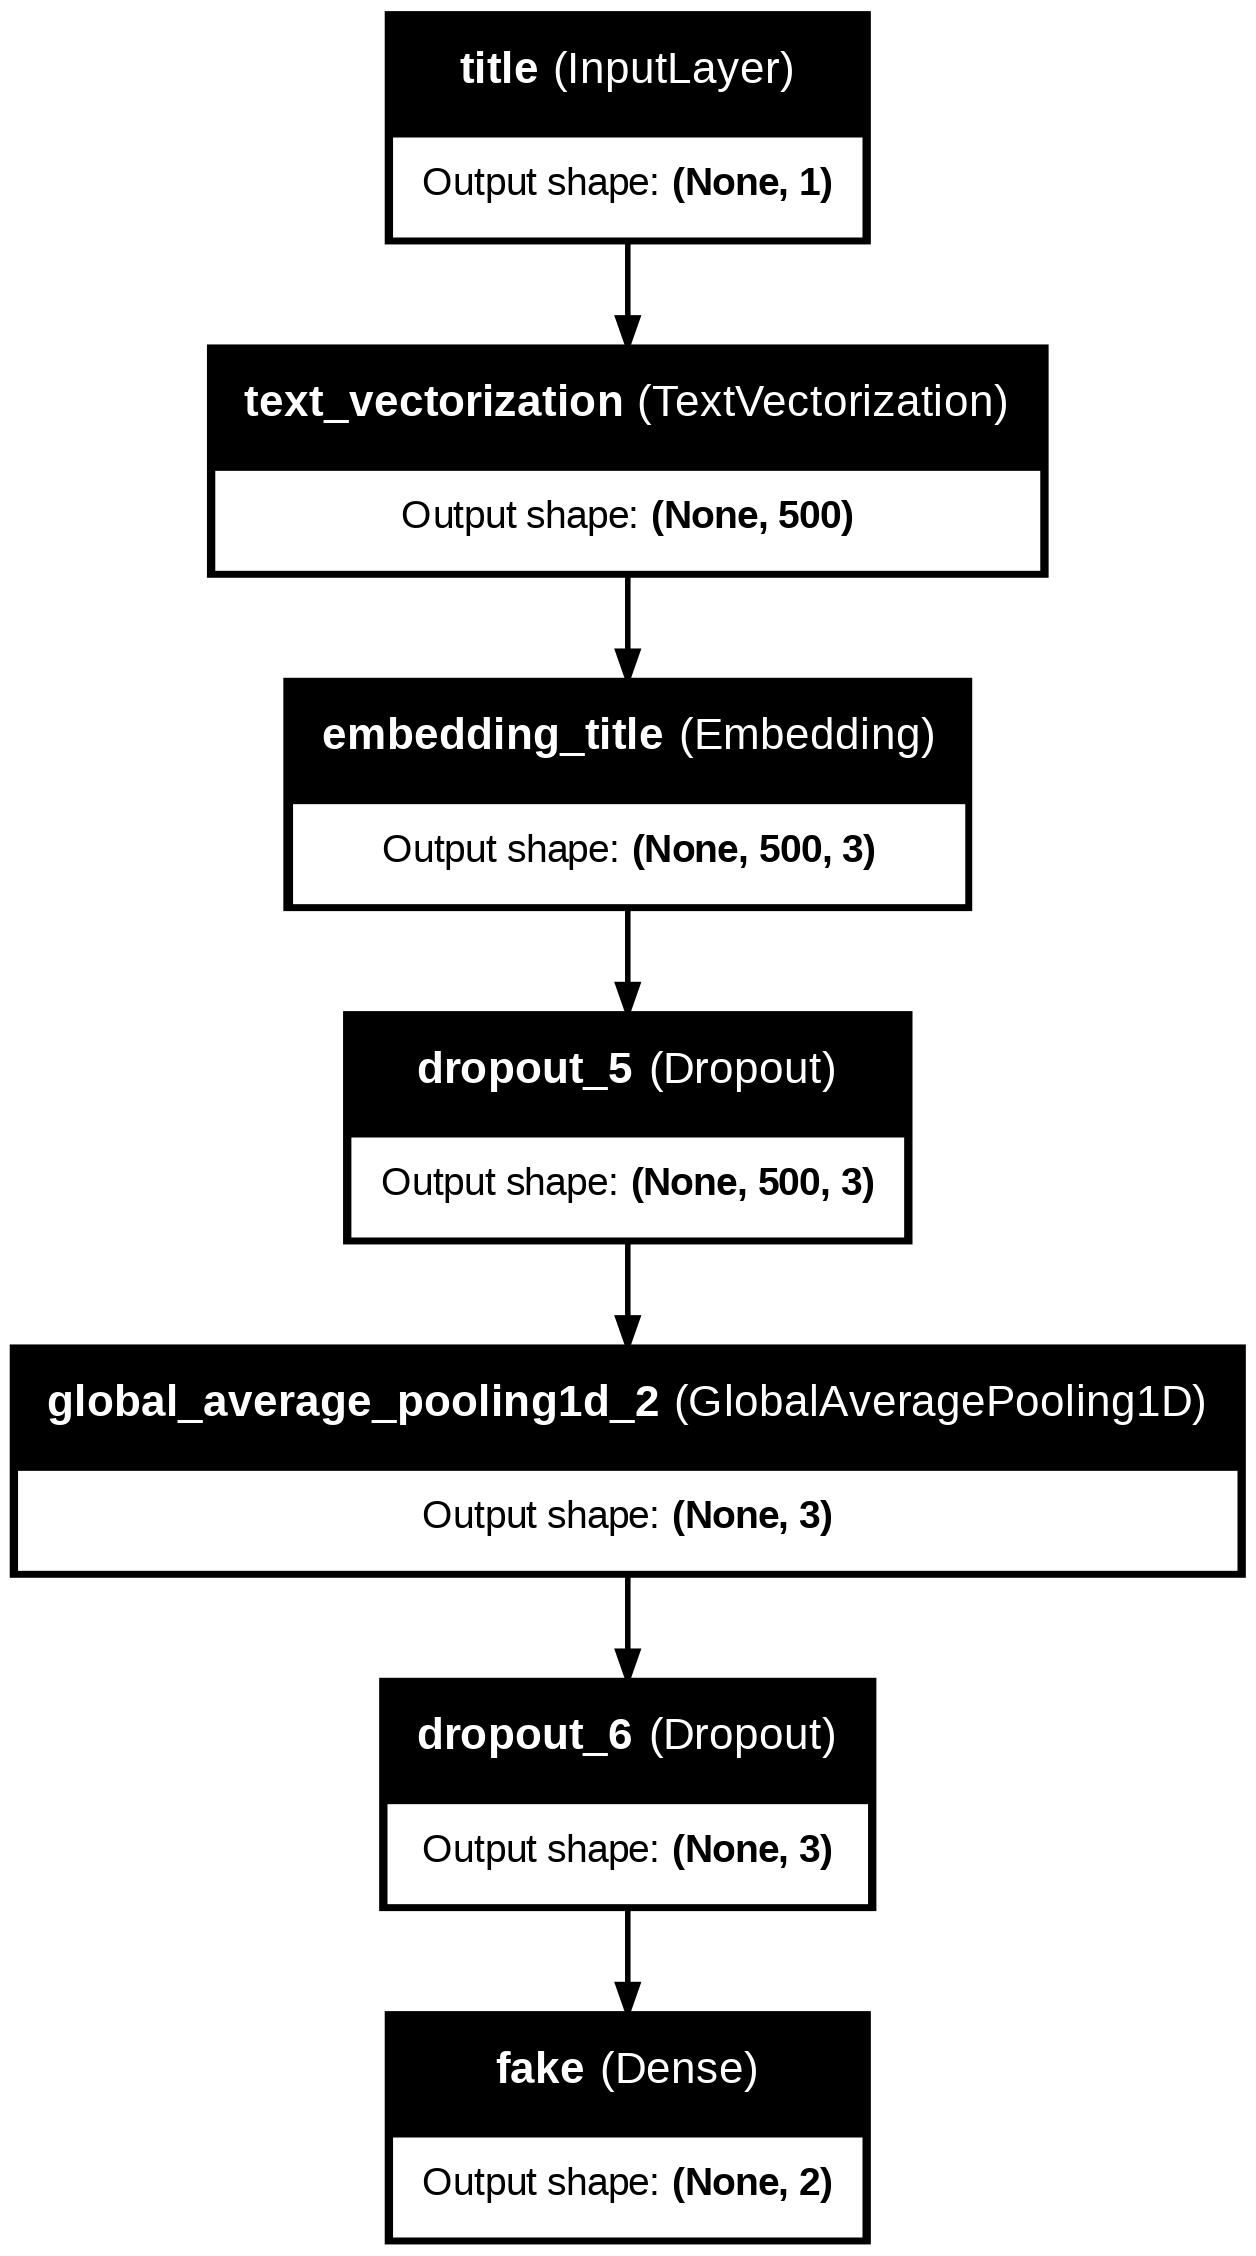 title (InputLayer)
Output shape: (None, 1)
text_vectorization (TextVectorization)
Output shape: (None, 500)
embedding_title (Embedding)
Output shape: (None, 500, 3)
dropout_5 (Dropout)
Output shape: (None, 500, 3)
global_average_pooling1d_2 (GlobalAveragePooling1D)
Output shape: (None, 3)
dropout_6 (Dropout)
Output shape: (None, 3)
fake (Dense)
Output shape: (None, 2)